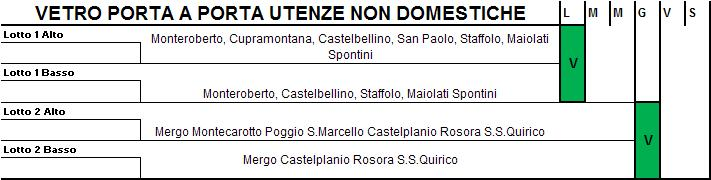 VETRO PORTA A PORTA UTENZE NON DOMESTICHE L M M G V S
Lotto 1 Alto
Monteroberto, Cupramontana, Castelbellino, San Paolo, Staffolo, Maiolati
Spontini
V
Lotto 1 Basso
Monteroberto, Castelbellino, Staffolo, Maiolati Spontini
Lotto 2 Alto
Mergo Montecarotto Poggio S.Marcello Castelplanio Rosora S.S.Quirico
V
Lotto 2 Basso
Mergo Castelplanio Rosora S.S.Quirico